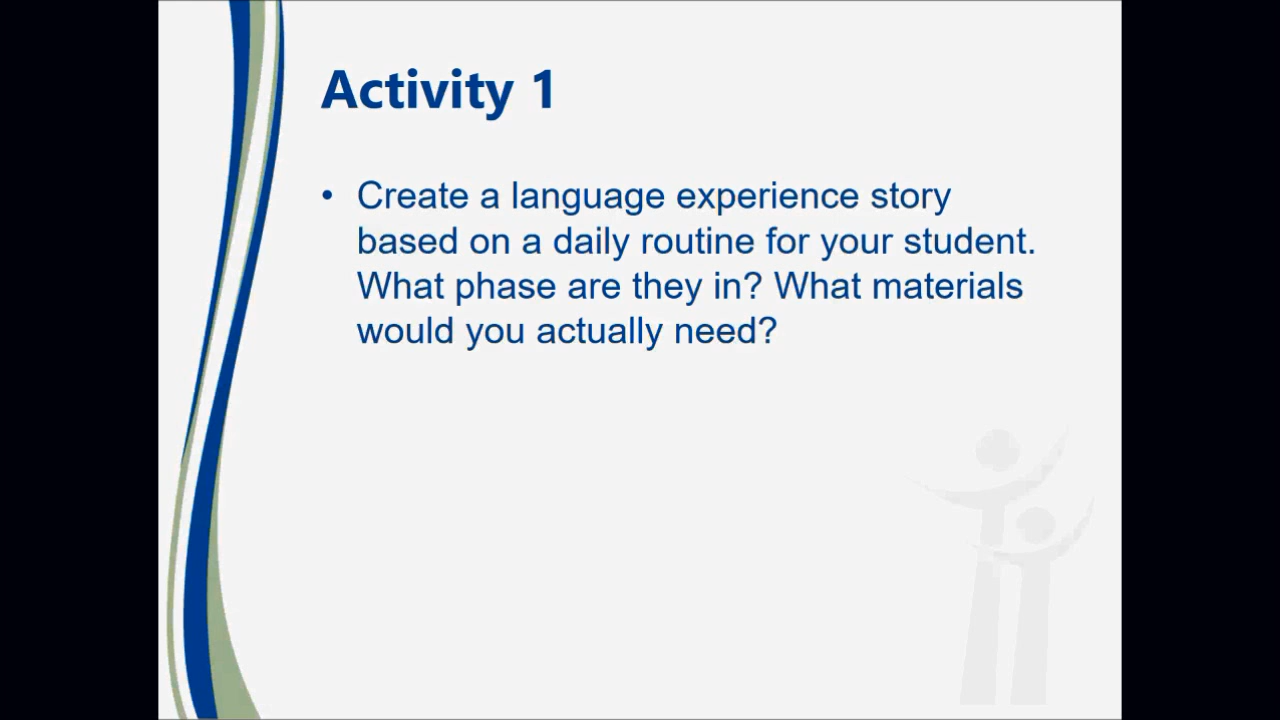 Activity 1
• Create a language experience story
based on a daily routine for your student.
What phase are they in? What materials
would you actually need?